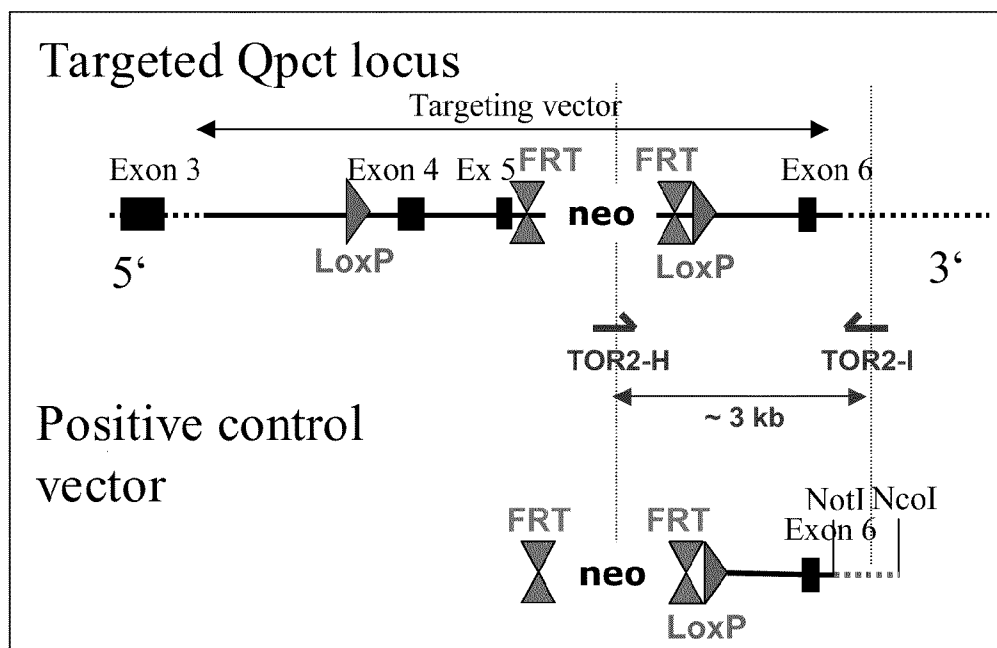 Targeted Qpct locus
Targeting vector
FRT FRT
Exon 3 Exon 4 Ex 5 Exon 6
neo
LoxP LoxP
5‘ 3‘
TOR2-H TOR2-I
~ 3 kb
Positive control
vector
NotI NcoI
FRT FRT Exon 6
neo
LoxP